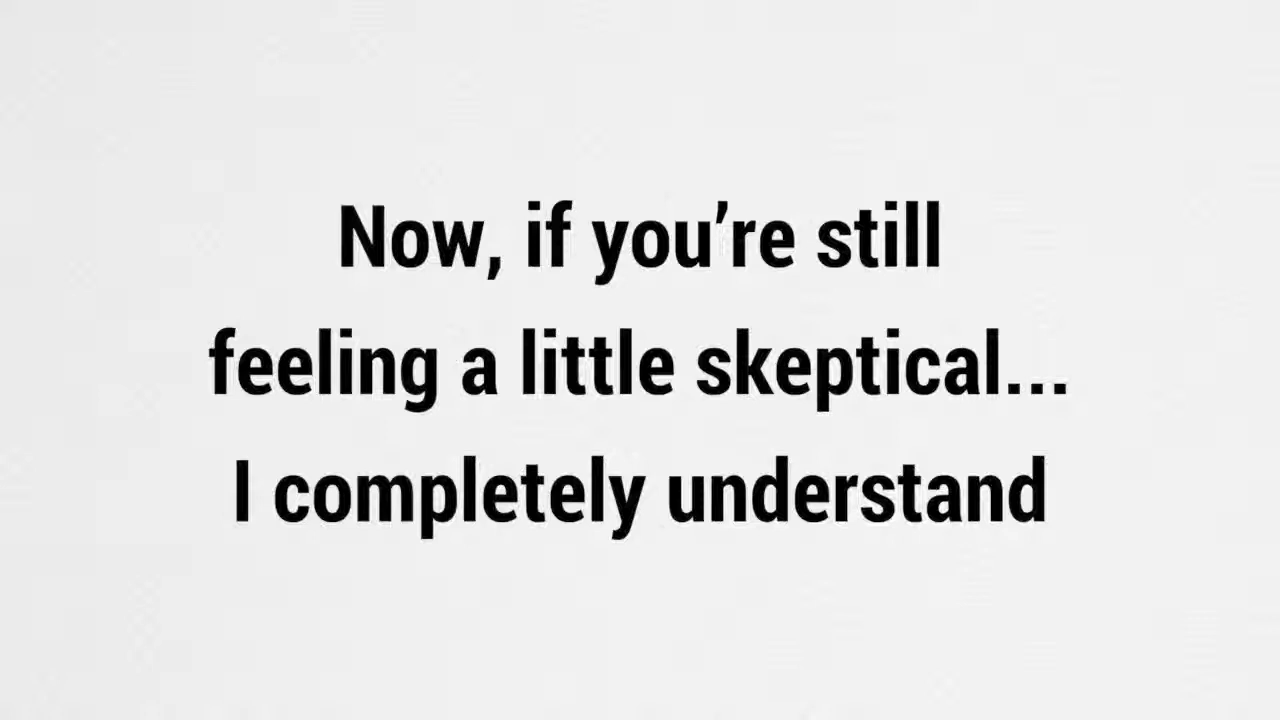 Now, if you’re still
feeling a little skeptical...
I completely understand